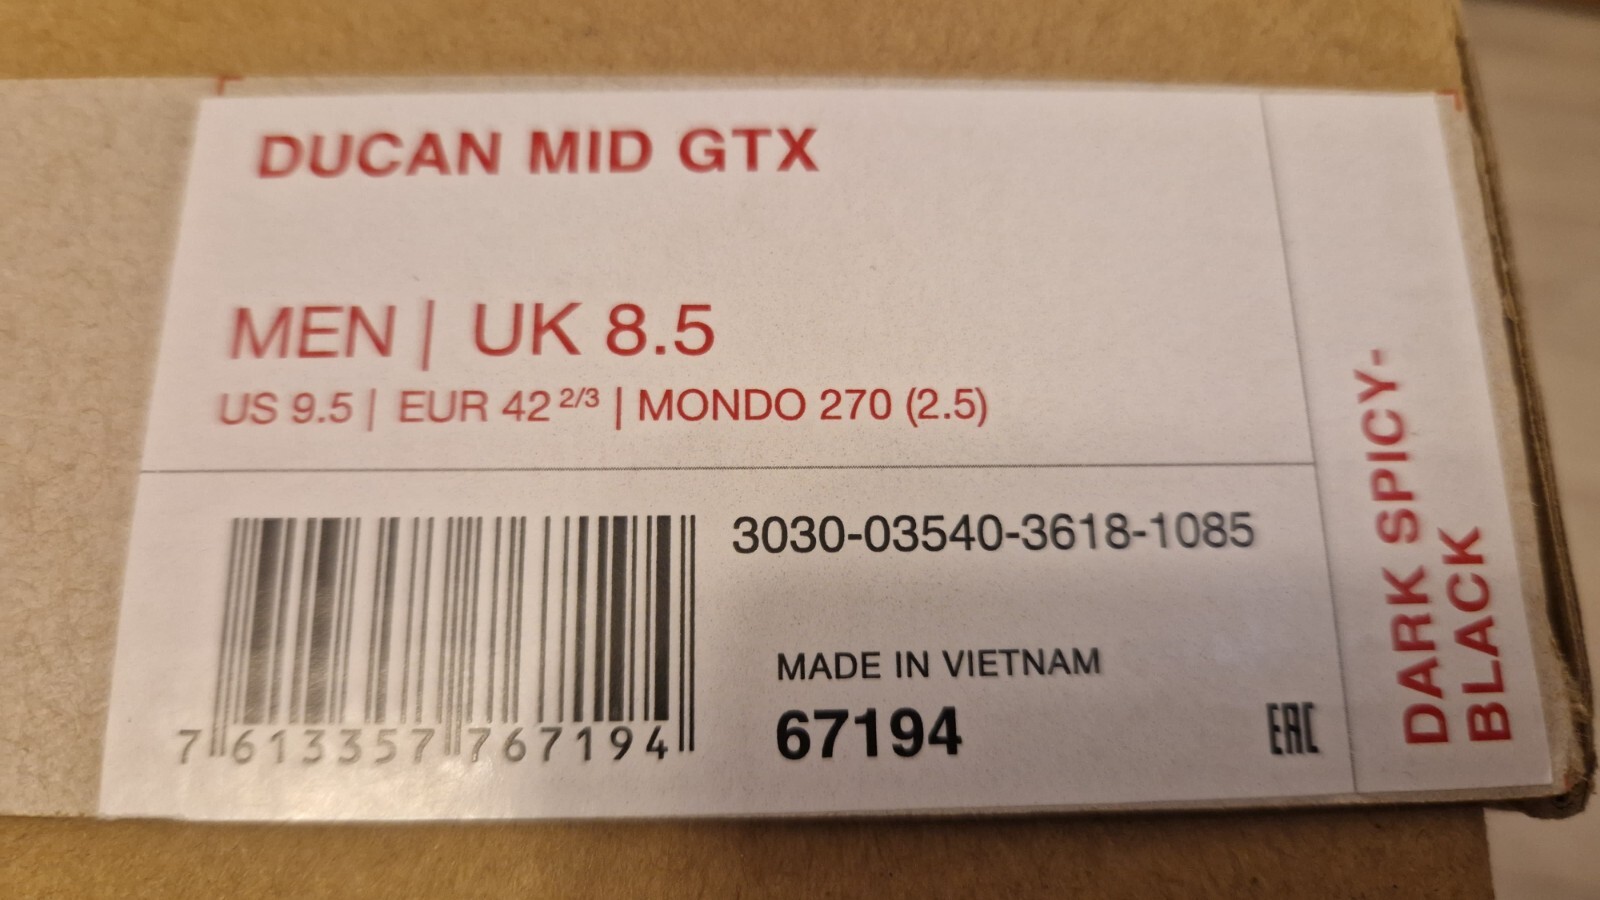 DUCAN MID GTX
MEN | UK 8.5
US 9.5 | EUR 42 2/3 | MONDO 270 (2.5)
3030-03540-3618-1085
MADE IN VIETNAM
67194
7 613357 767194
EAC
DARK SPICY-
BLACK